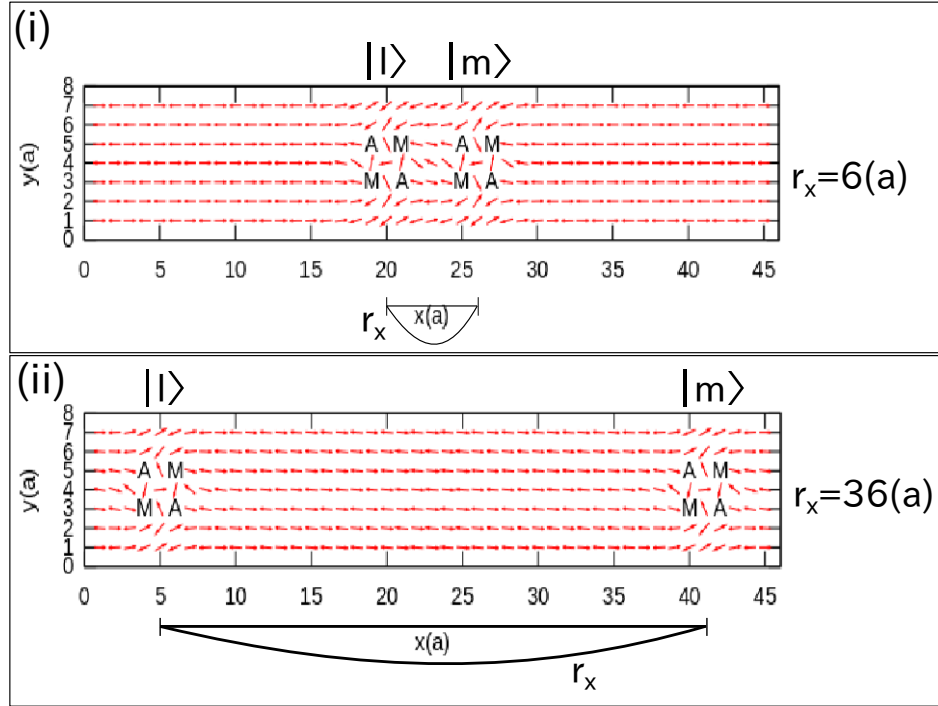 (i)
|l⟩ |m⟩
8
7
6
5
4
3
2
1
0
y(a)
A M A M
M A M A
r_x=6(a)
0 5 10 15 20 25 30 35 40 45
r_x x(a)
(ii)
|l⟩ |m⟩
8
7
6
5
4
3
2
1
0
y(a)
A M A M
M A M A
r_x=36(a)
0 5 10 15 20 25 30 35 40 45
x(a)
r_x